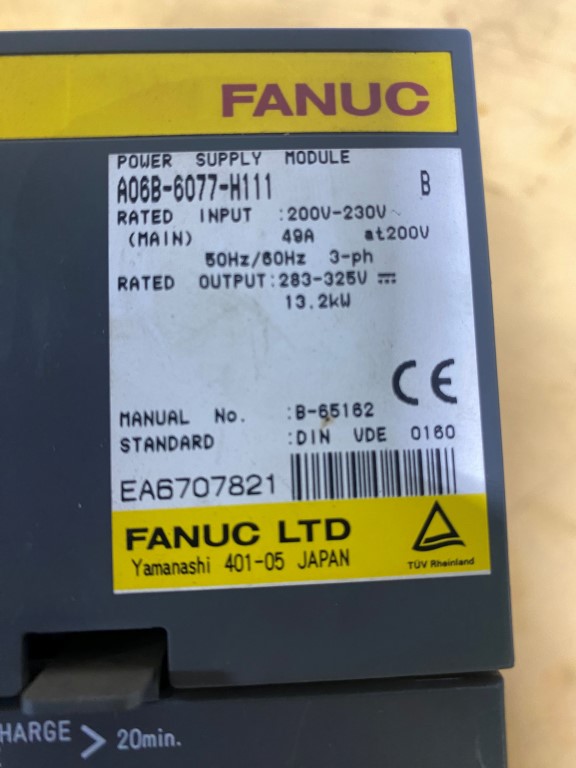 FANUC
POWER SUPPLY MODULE
A06B-6077-H111 B
RATED INPUT :200V-230V~
(MAIN) 49A at200V
50Hz/60Hz 3-ph
RATED OUTPUT:283-325V ⎓
13.2kW
CE
MANUAL No. :B-65162
STANDARD :DIN VDE 0160
EA6707821
FANUC LTD
Yamanashi 401-05 JAPAN
TÜV Rheinland
HARGE > 20min.